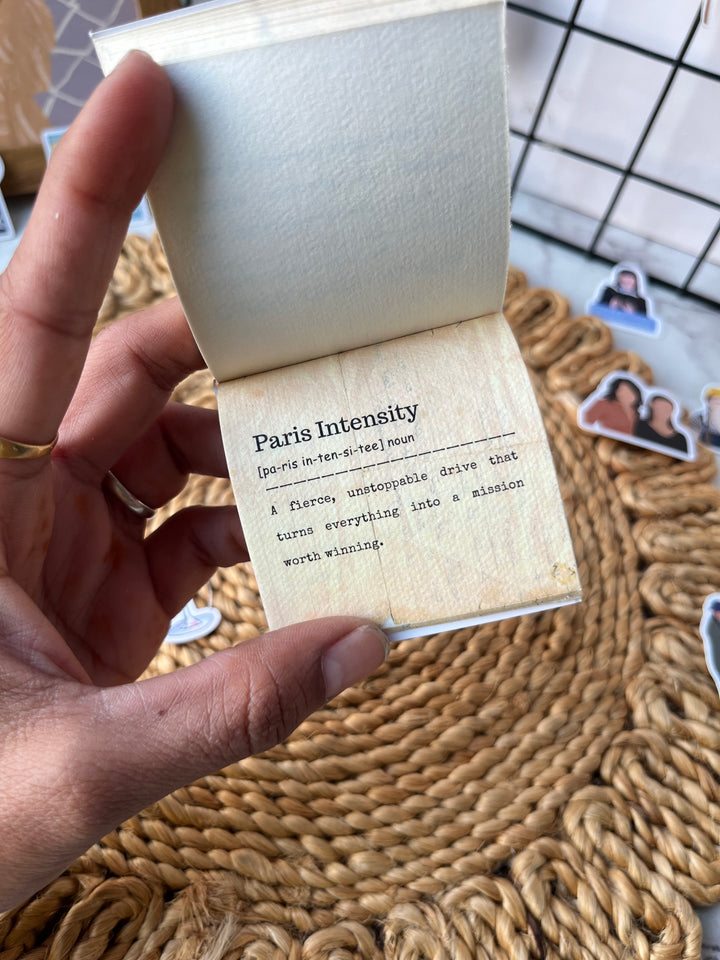 Paris Intensity
[pa-ris in-ten-si-tee] noun
A fierce, unstoppable drive that
turns everything into a mission
worth winning.